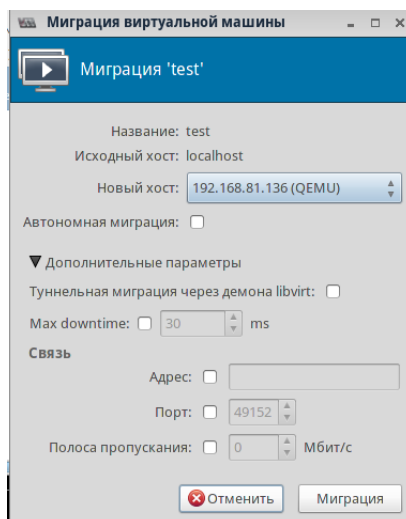 Миграция виртуальной машины
Миграция 'test'
Название: test
Исходный хост: localhost
Новый хост: 192.168.81.136 (QEMU)
Автономная миграция:
Дополнительные параметры
Туннельная миграция через демона libvirt:
Max downtime: 30 ms
Связь
Адрес:
Порт: 49152
Полоса пропускания: 0 Мбит/с
Отменить Миграция